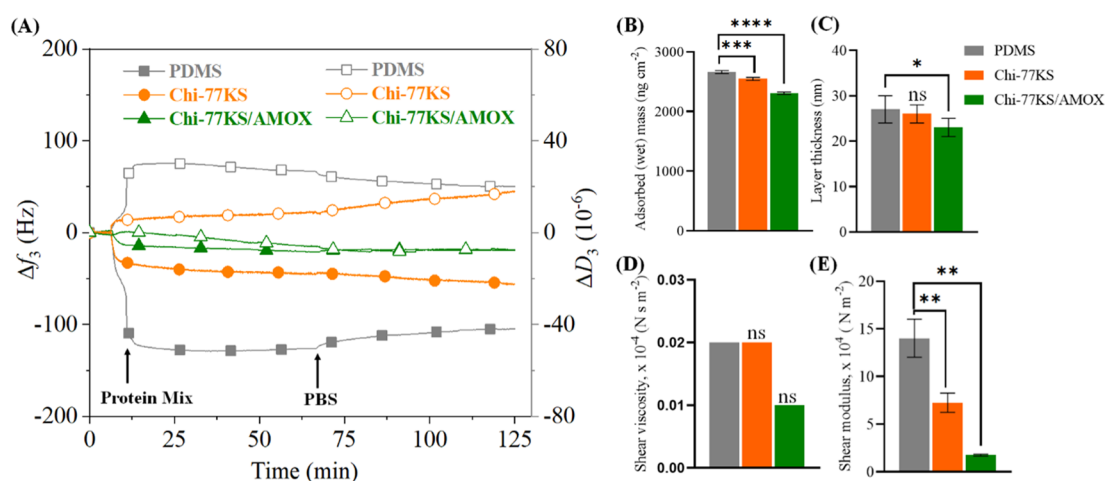 (A)
200
100
0
-100
-200
Δf3 (Hz)
PDMS
Chi-77KS
Chi-77KS/AMOX
PDMS
Chi-77KS
Chi-77KS/AMOX
Protein Mix
PBS
0
25
50
75
100
125
Time (min)
80
40
0
-40
-80
ΔD3 (10-6)
(B)
****
***
3000
2000
1000
0
Adsorbed (wet) mass (ng cm-2)
(C)
*
ns
40
30
20
10
0
Layer thickness (nm)
PDMS
Chi-77KS
Chi-77KS/AMOX
(D)
0.03
0.02
0.01
0.00
ns
ns
Shear viscosity, x 10-4 (N s m-2)
(E)
**
**
20
15
10
5
0
Shear modulus, x 104 ( N m-2)